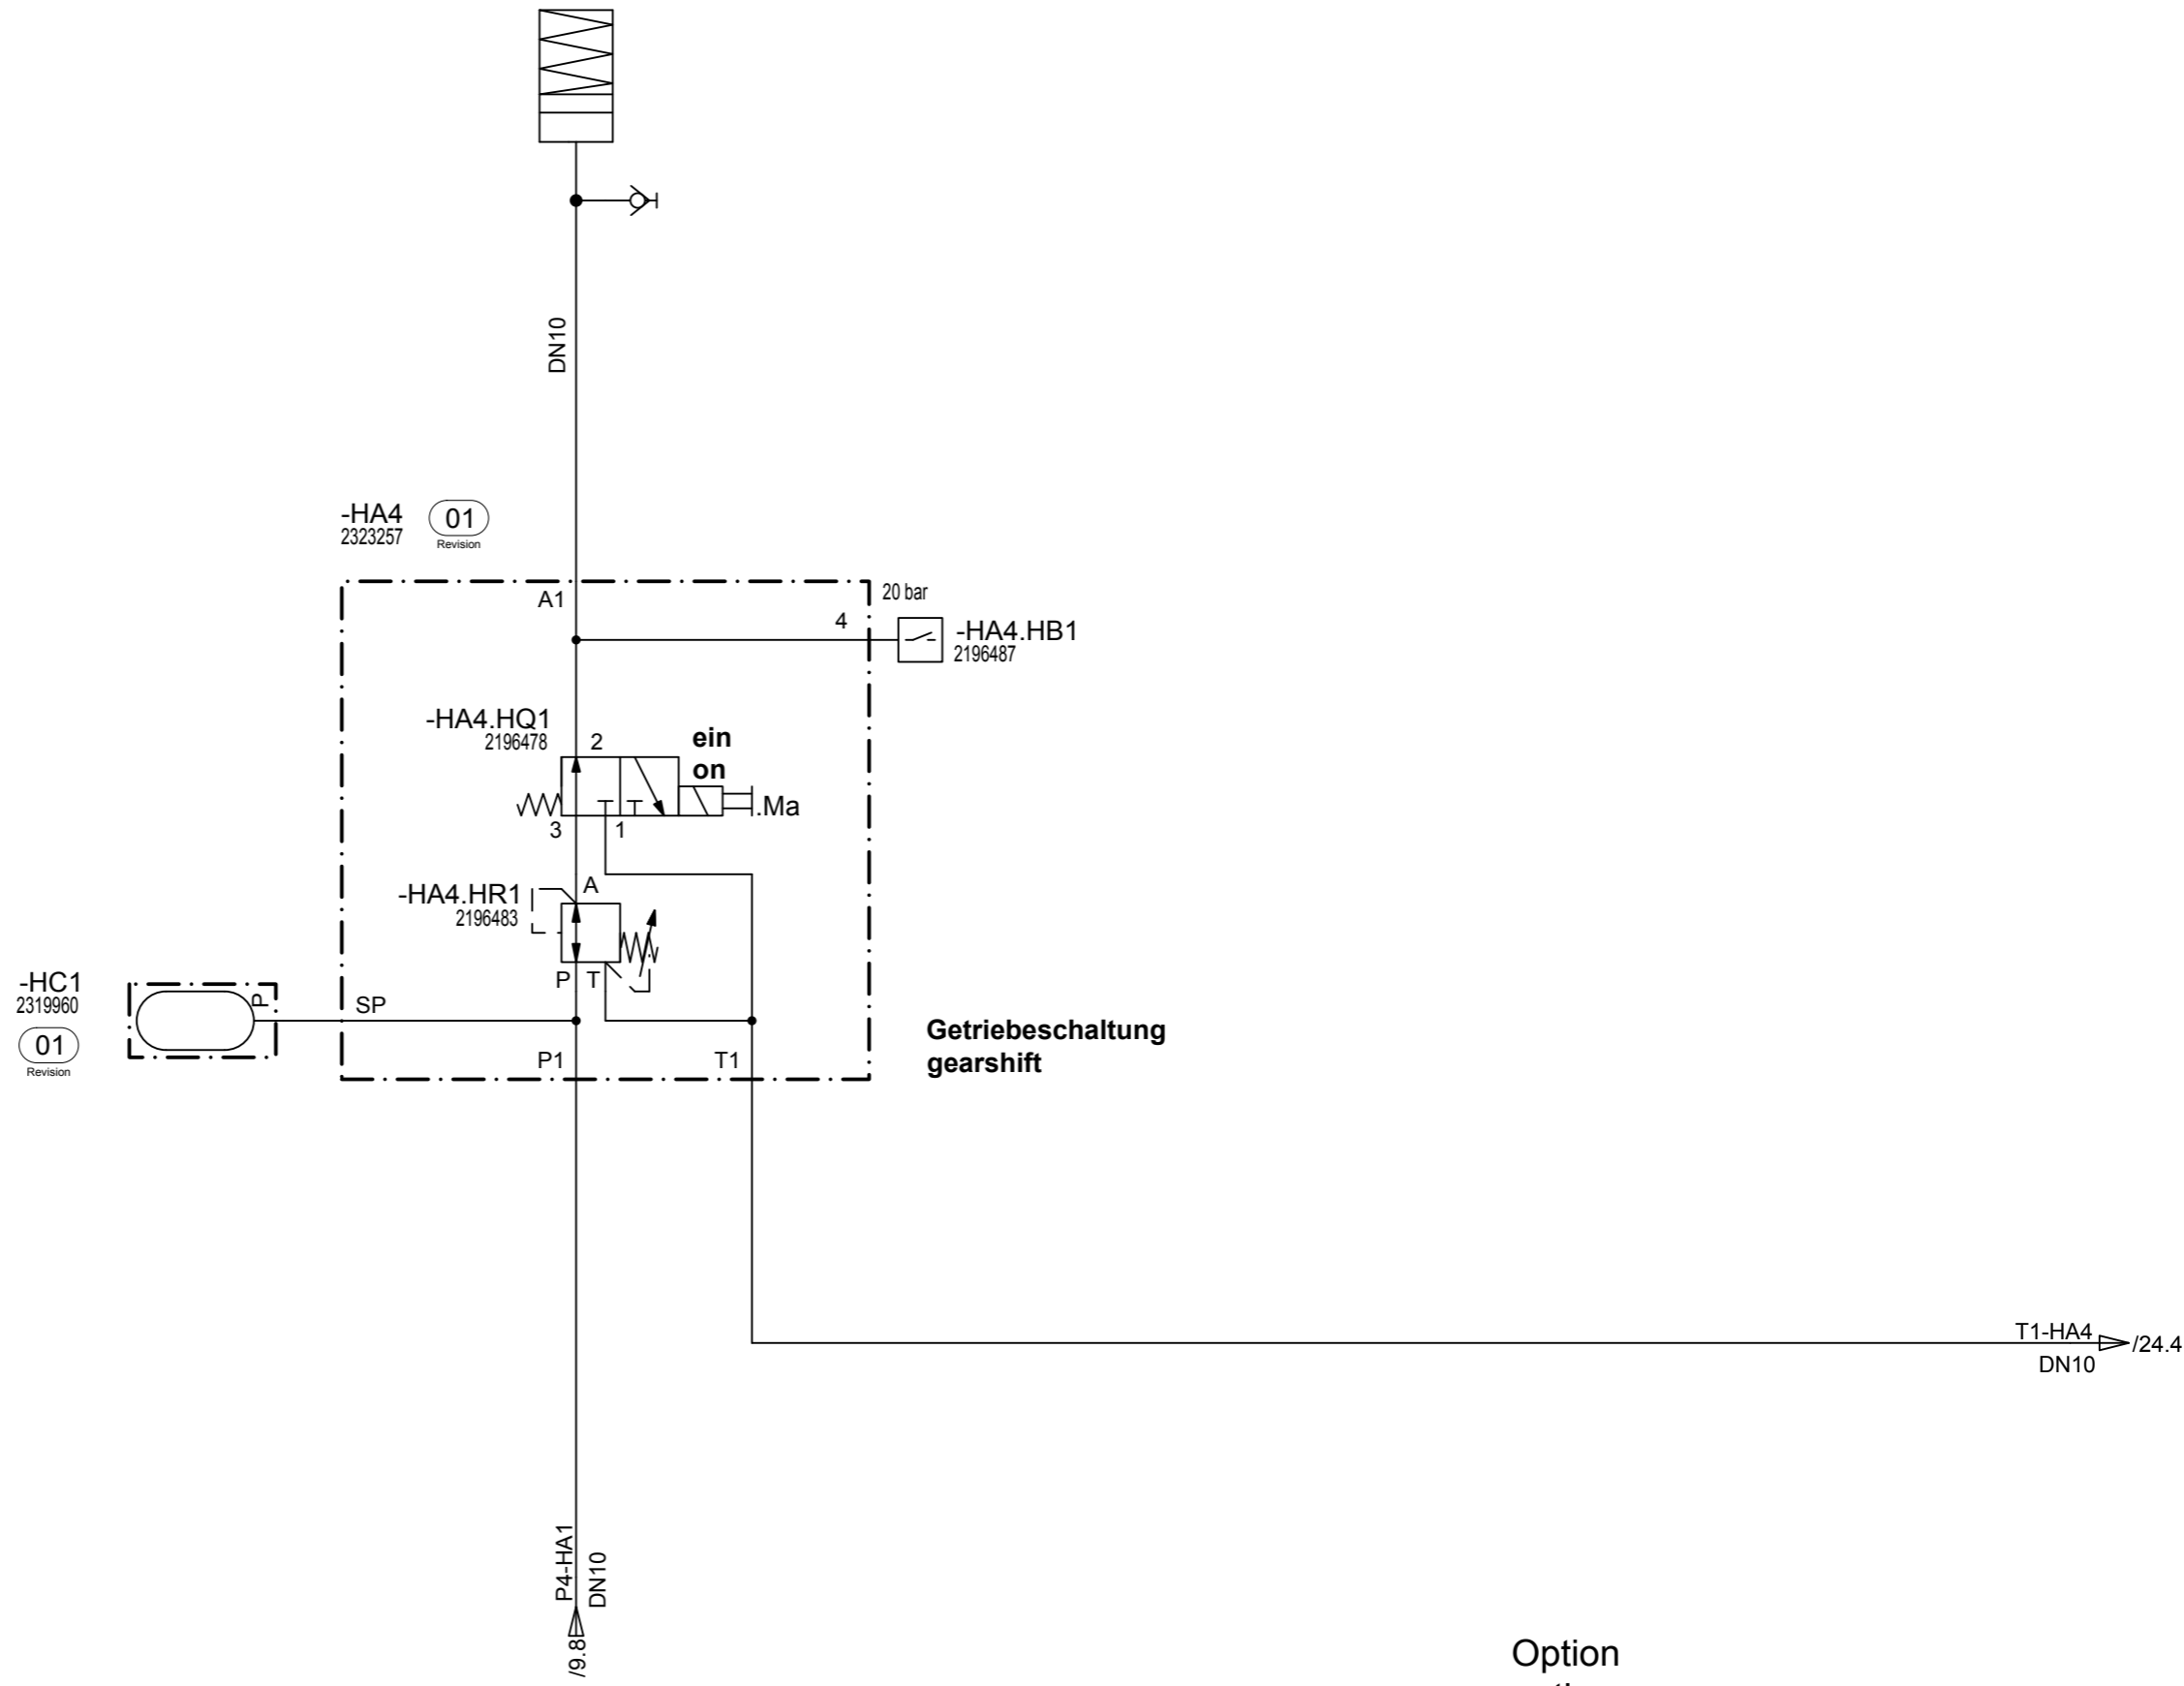 DN10
-HA4
2323257
01
Revision
A1
20 bar
4
-HA4.HB1
2196487
-HA4.HQ1
2196478
2
ein
on
.Ma
3
1
-HA4.HR1
2196483
A
P
T
-HC1
2319960
01
Revision
P
SP
P1
T1
Getriebeschaltung
gearshift
T1-HA4
/24.4
DN10
P4-HA1
DN10
/9.8
Option